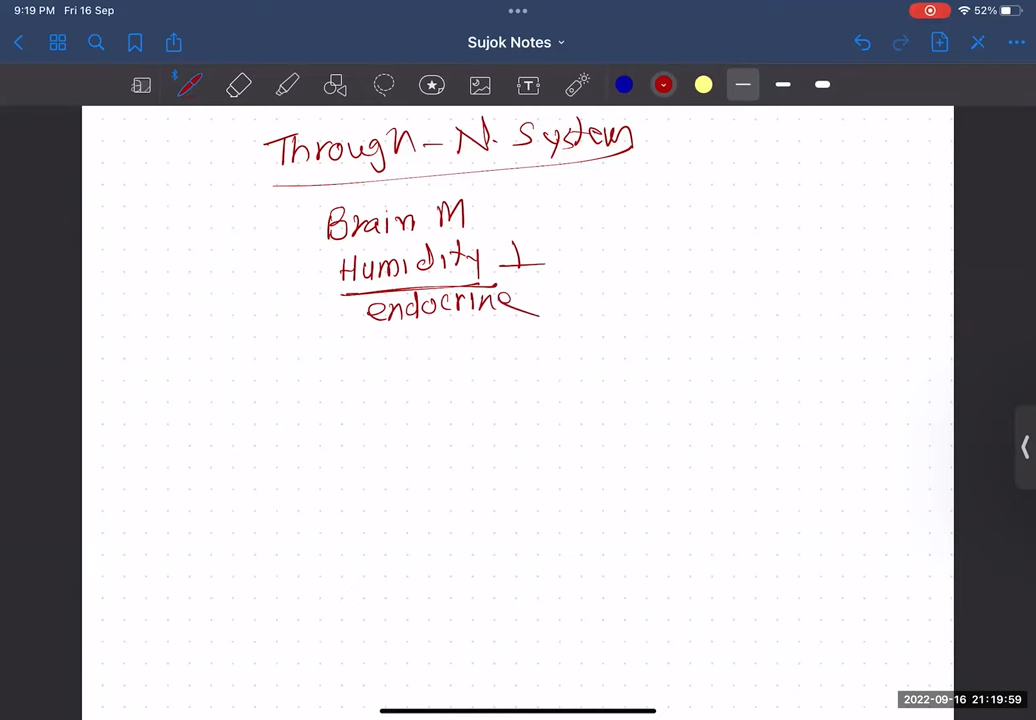 9:19 PM Fri 16 Sep
52%
Sujok Notes
Through - N. System
Brain M
Humidity ⊥
endocrine
2022-09-16 21:19:59